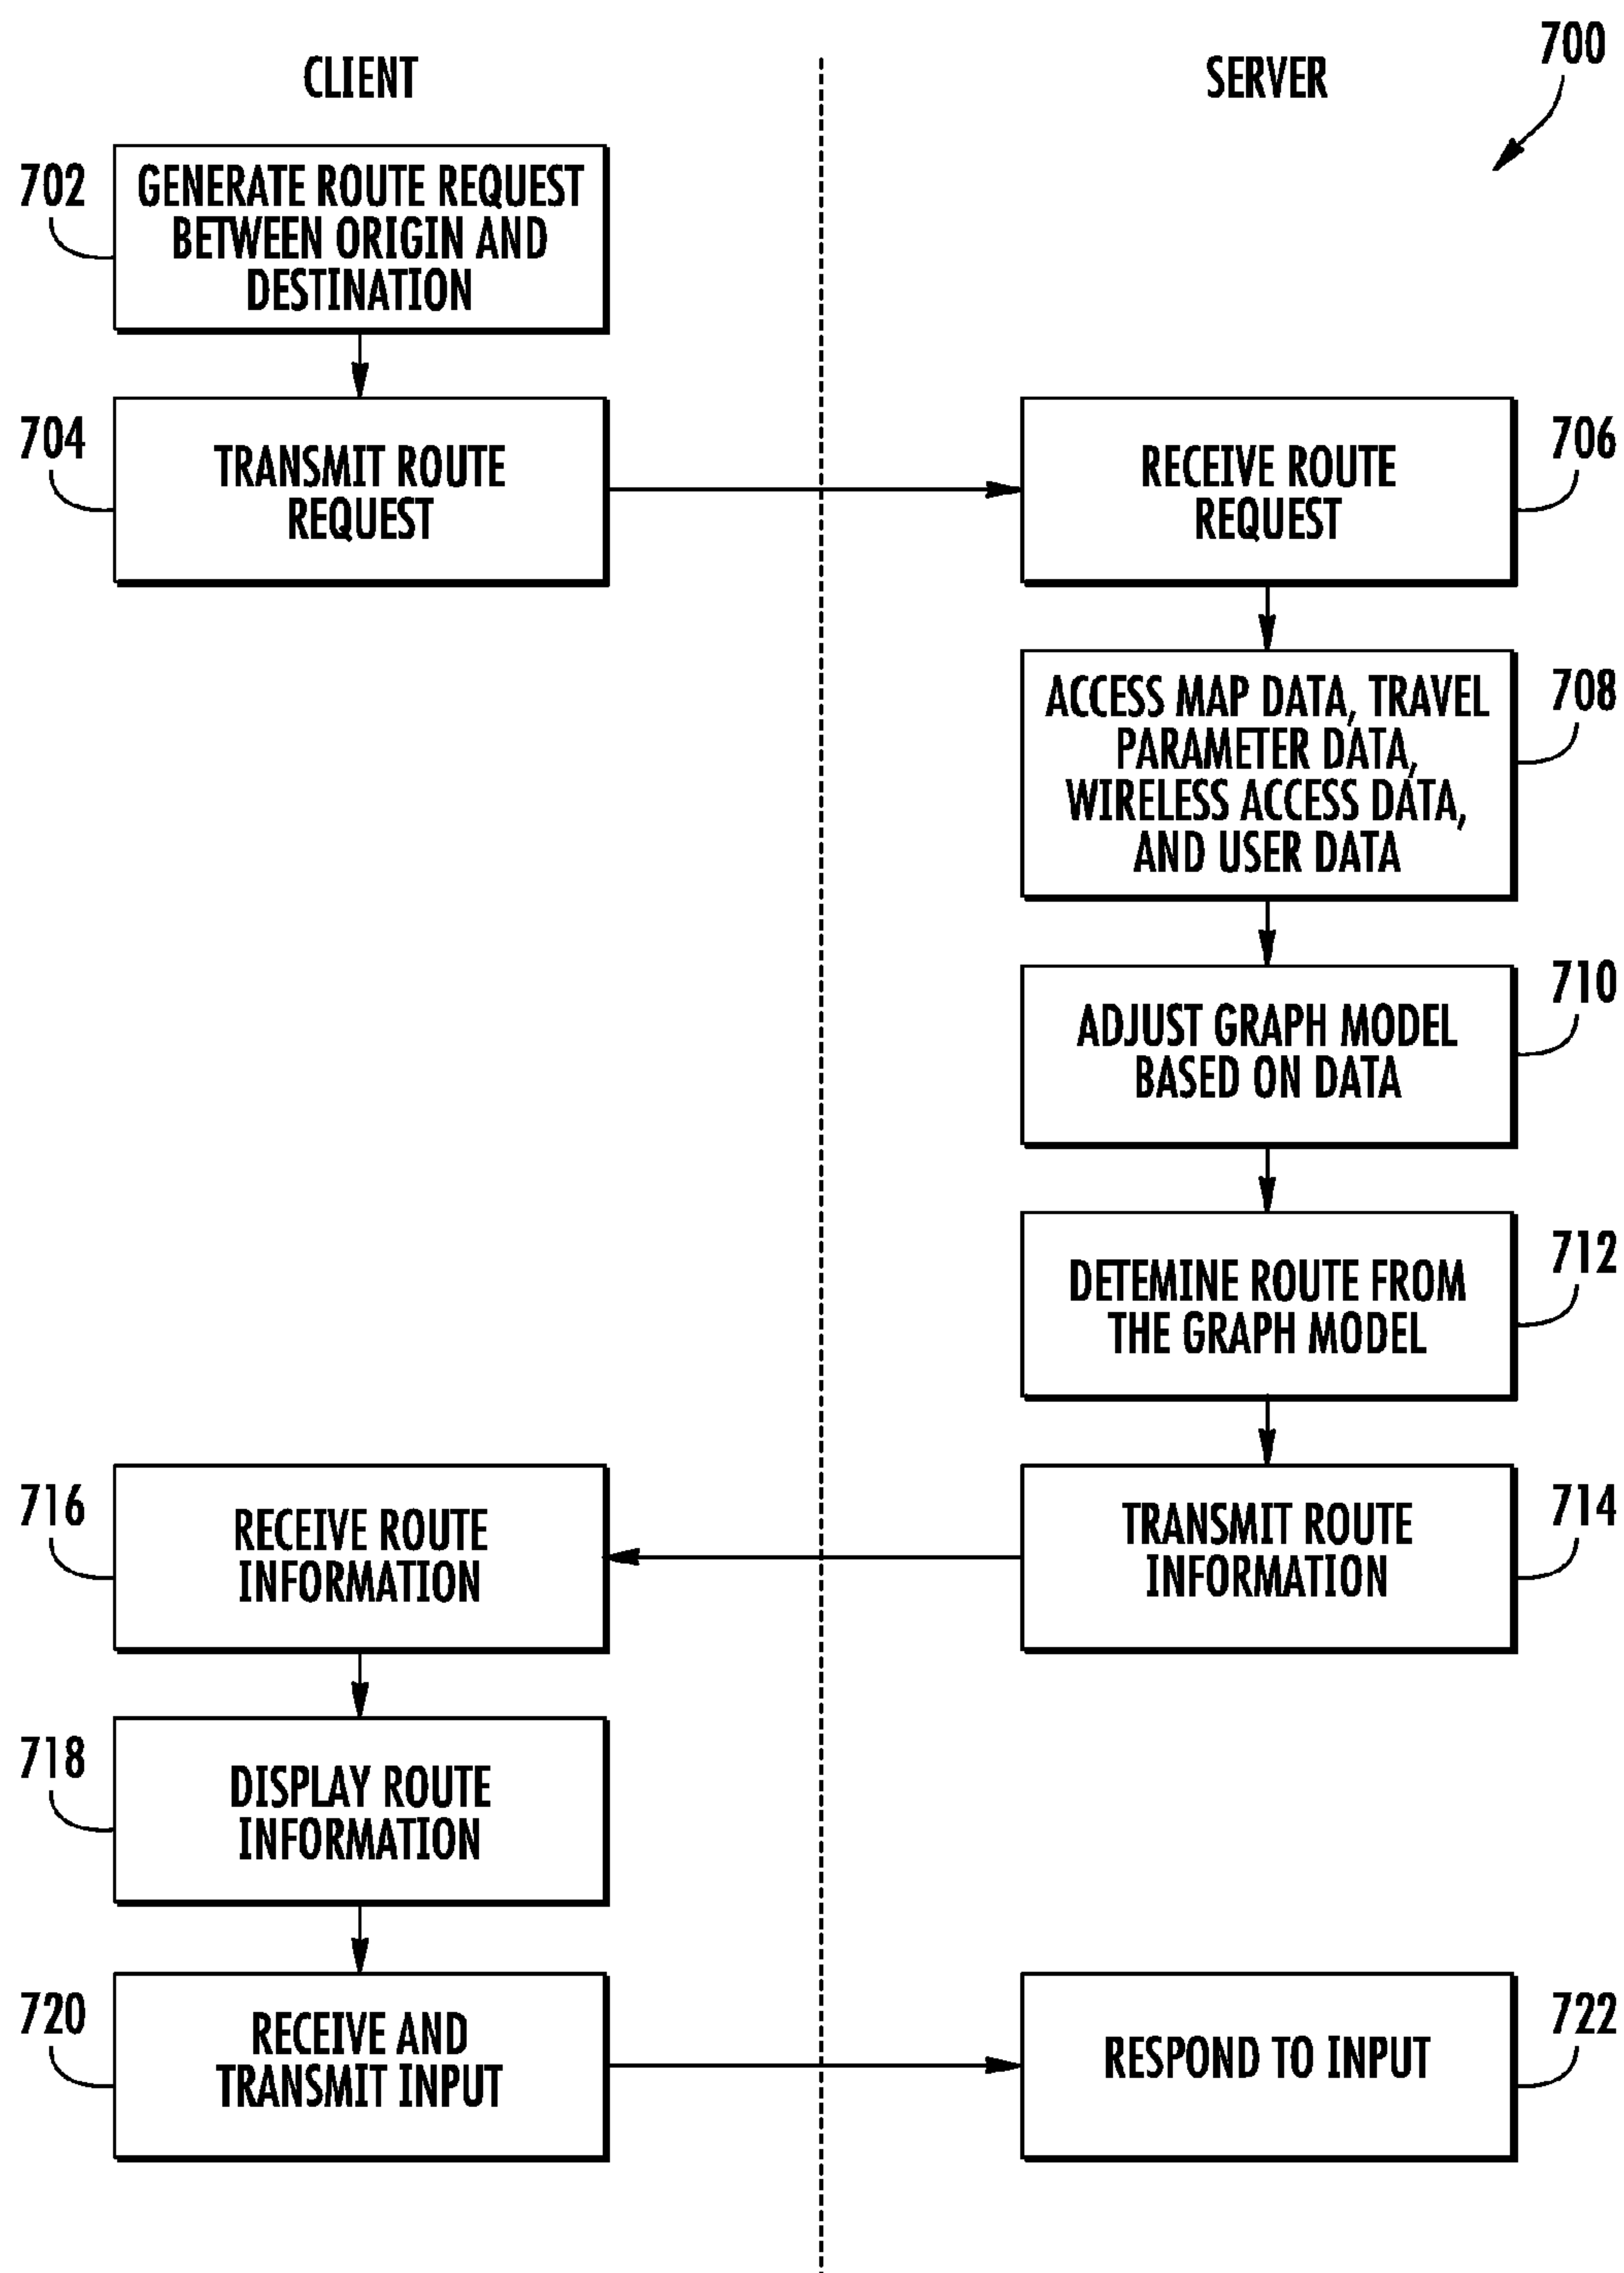 700
CLIENT
SERVER
702
GENERATE ROUTE REQUEST
BETWEEN ORIGIN AND
DESTINATION
704
TRANSMIT ROUTE
REQUEST
RECEIVE ROUTE
REQUEST
706
ACCESS MAP DATA, TRAVEL
PARAMETER DATA,
WIRELESS ACCESS DATA,
AND USER DATA
708
ADJUST GRAPH MODEL
BASED ON DATA
710
DETEMINE ROUTE FROM
THE GRAPH MODEL
712
TRANSMIT ROUTE
INFORMATION
714
716
RECEIVE ROUTE
INFORMATION
718
DISPLAY ROUTE
INFORMATION
720
RECEIVE AND
TRANSMIT INPUT
RESPOND TO INPUT
722